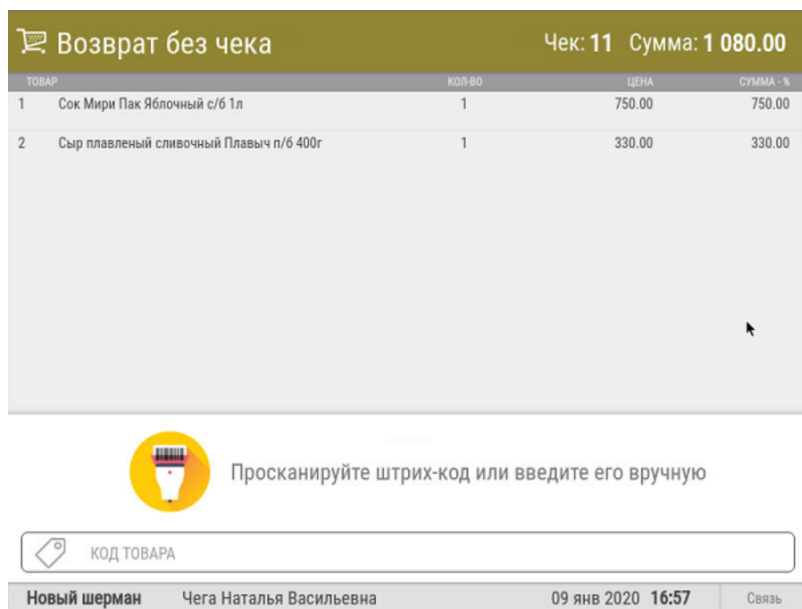 Возврат без чека Чек: 11 Сумма: 1 080.00
ТОВАР КОЛ-ВО ЦЕНА СУММА - %
1 Сок Мири Пак Яблочный с/б 1л 1 750.00 750.00
2 Сыр плавленый сливочный Плавыч п/б 400г 1 330.00 330.00
Просканируйте штрих-код или введите его вручную
КОД ТОВАРА
Новый шерман Чега Наталья Васильевна 09 янв 2020 16:57 Связь